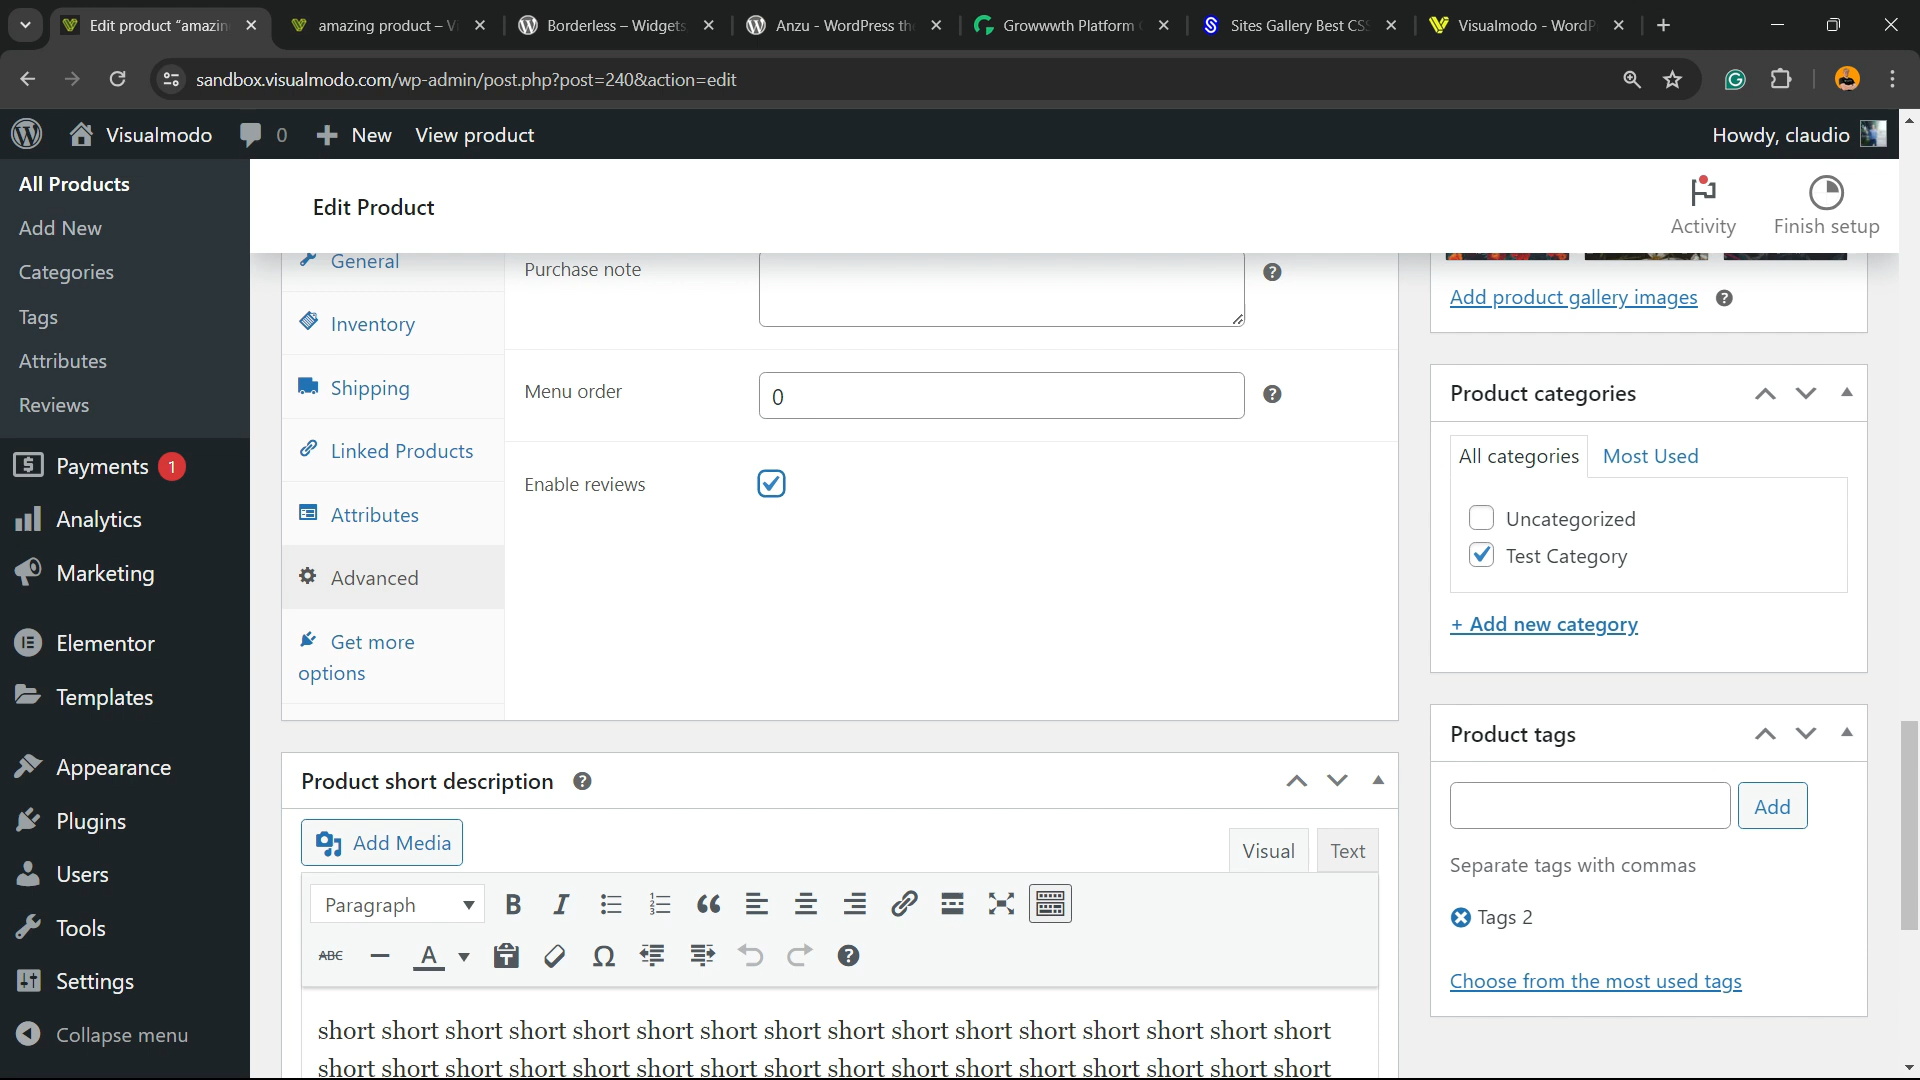 Edit product “amazin
amazing product – Vi
Borderless – Widgets,
Anzu - WordPress th
Growwwth Platform
Sites Gallery Best CSS
Visualmodo - WordP
sandbox.visualmodo.com/wp-admin/post.php?post=240&action=edit
Visualmodo
0
New
View product
Howdy, claudio
All Products
Add New
Categories
Tags
Attributes
Reviews
Payments 1
Analytics
Marketing
Elementor
Templates
Appearance
Plugins
Users
Tools
Settings
Collapse menu
Edit Product
Activity
Finish setup
General
Inventory
Shipping
Linked Products
Attributes
Advanced
Get more
options
Purchase note
Menu order
0
Enable reviews
Product short description
Add Media
Visual
Text
Paragraph
short short short short short short short short short short short short short short short short
short short short short short short short short short short short short short short short short
Add product gallery images
Product categories
All categories
Most Used
Uncategorized
Test Category
+ Add new category
Product tags
Add
Separate tags with commas
Tags 2
Choose from the most used tags